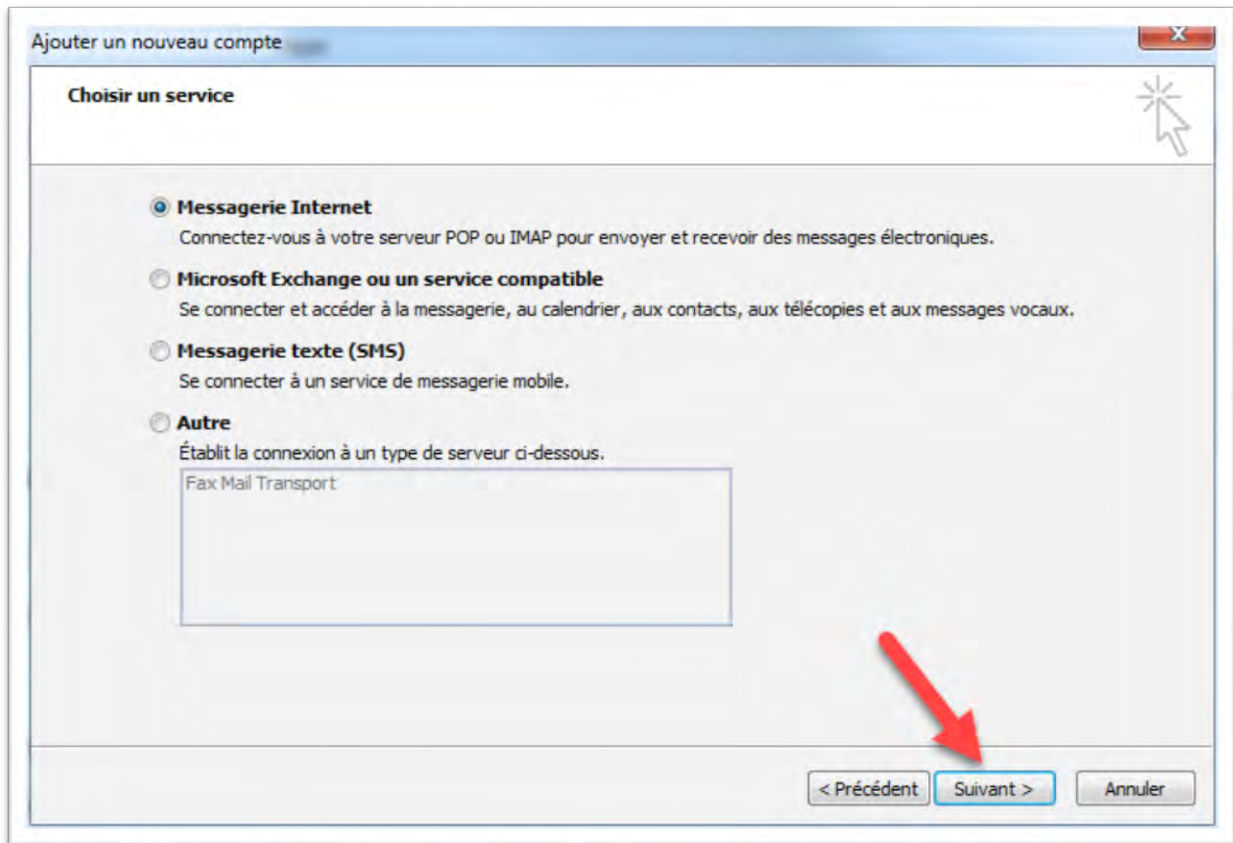 Ajouter un nouveau compte
Choisir un service
Messagerie Internet
Connectez-vous à votre serveur POP ou IMAP pour envoyer et recevoir des messages électroniques.
Microsoft Exchange ou un service compatible
Se connecter et accéder à la messagerie, au calendrier, aux contacts, aux télécopies et aux messages vocaux.
Messagerie texte (SMS)
Se connecter à un service de messagerie mobile.
Autre
Établit la connexion à un type de serveur ci-dessous.
Fax Mail Transport
< Précédent Suivant > Annuler